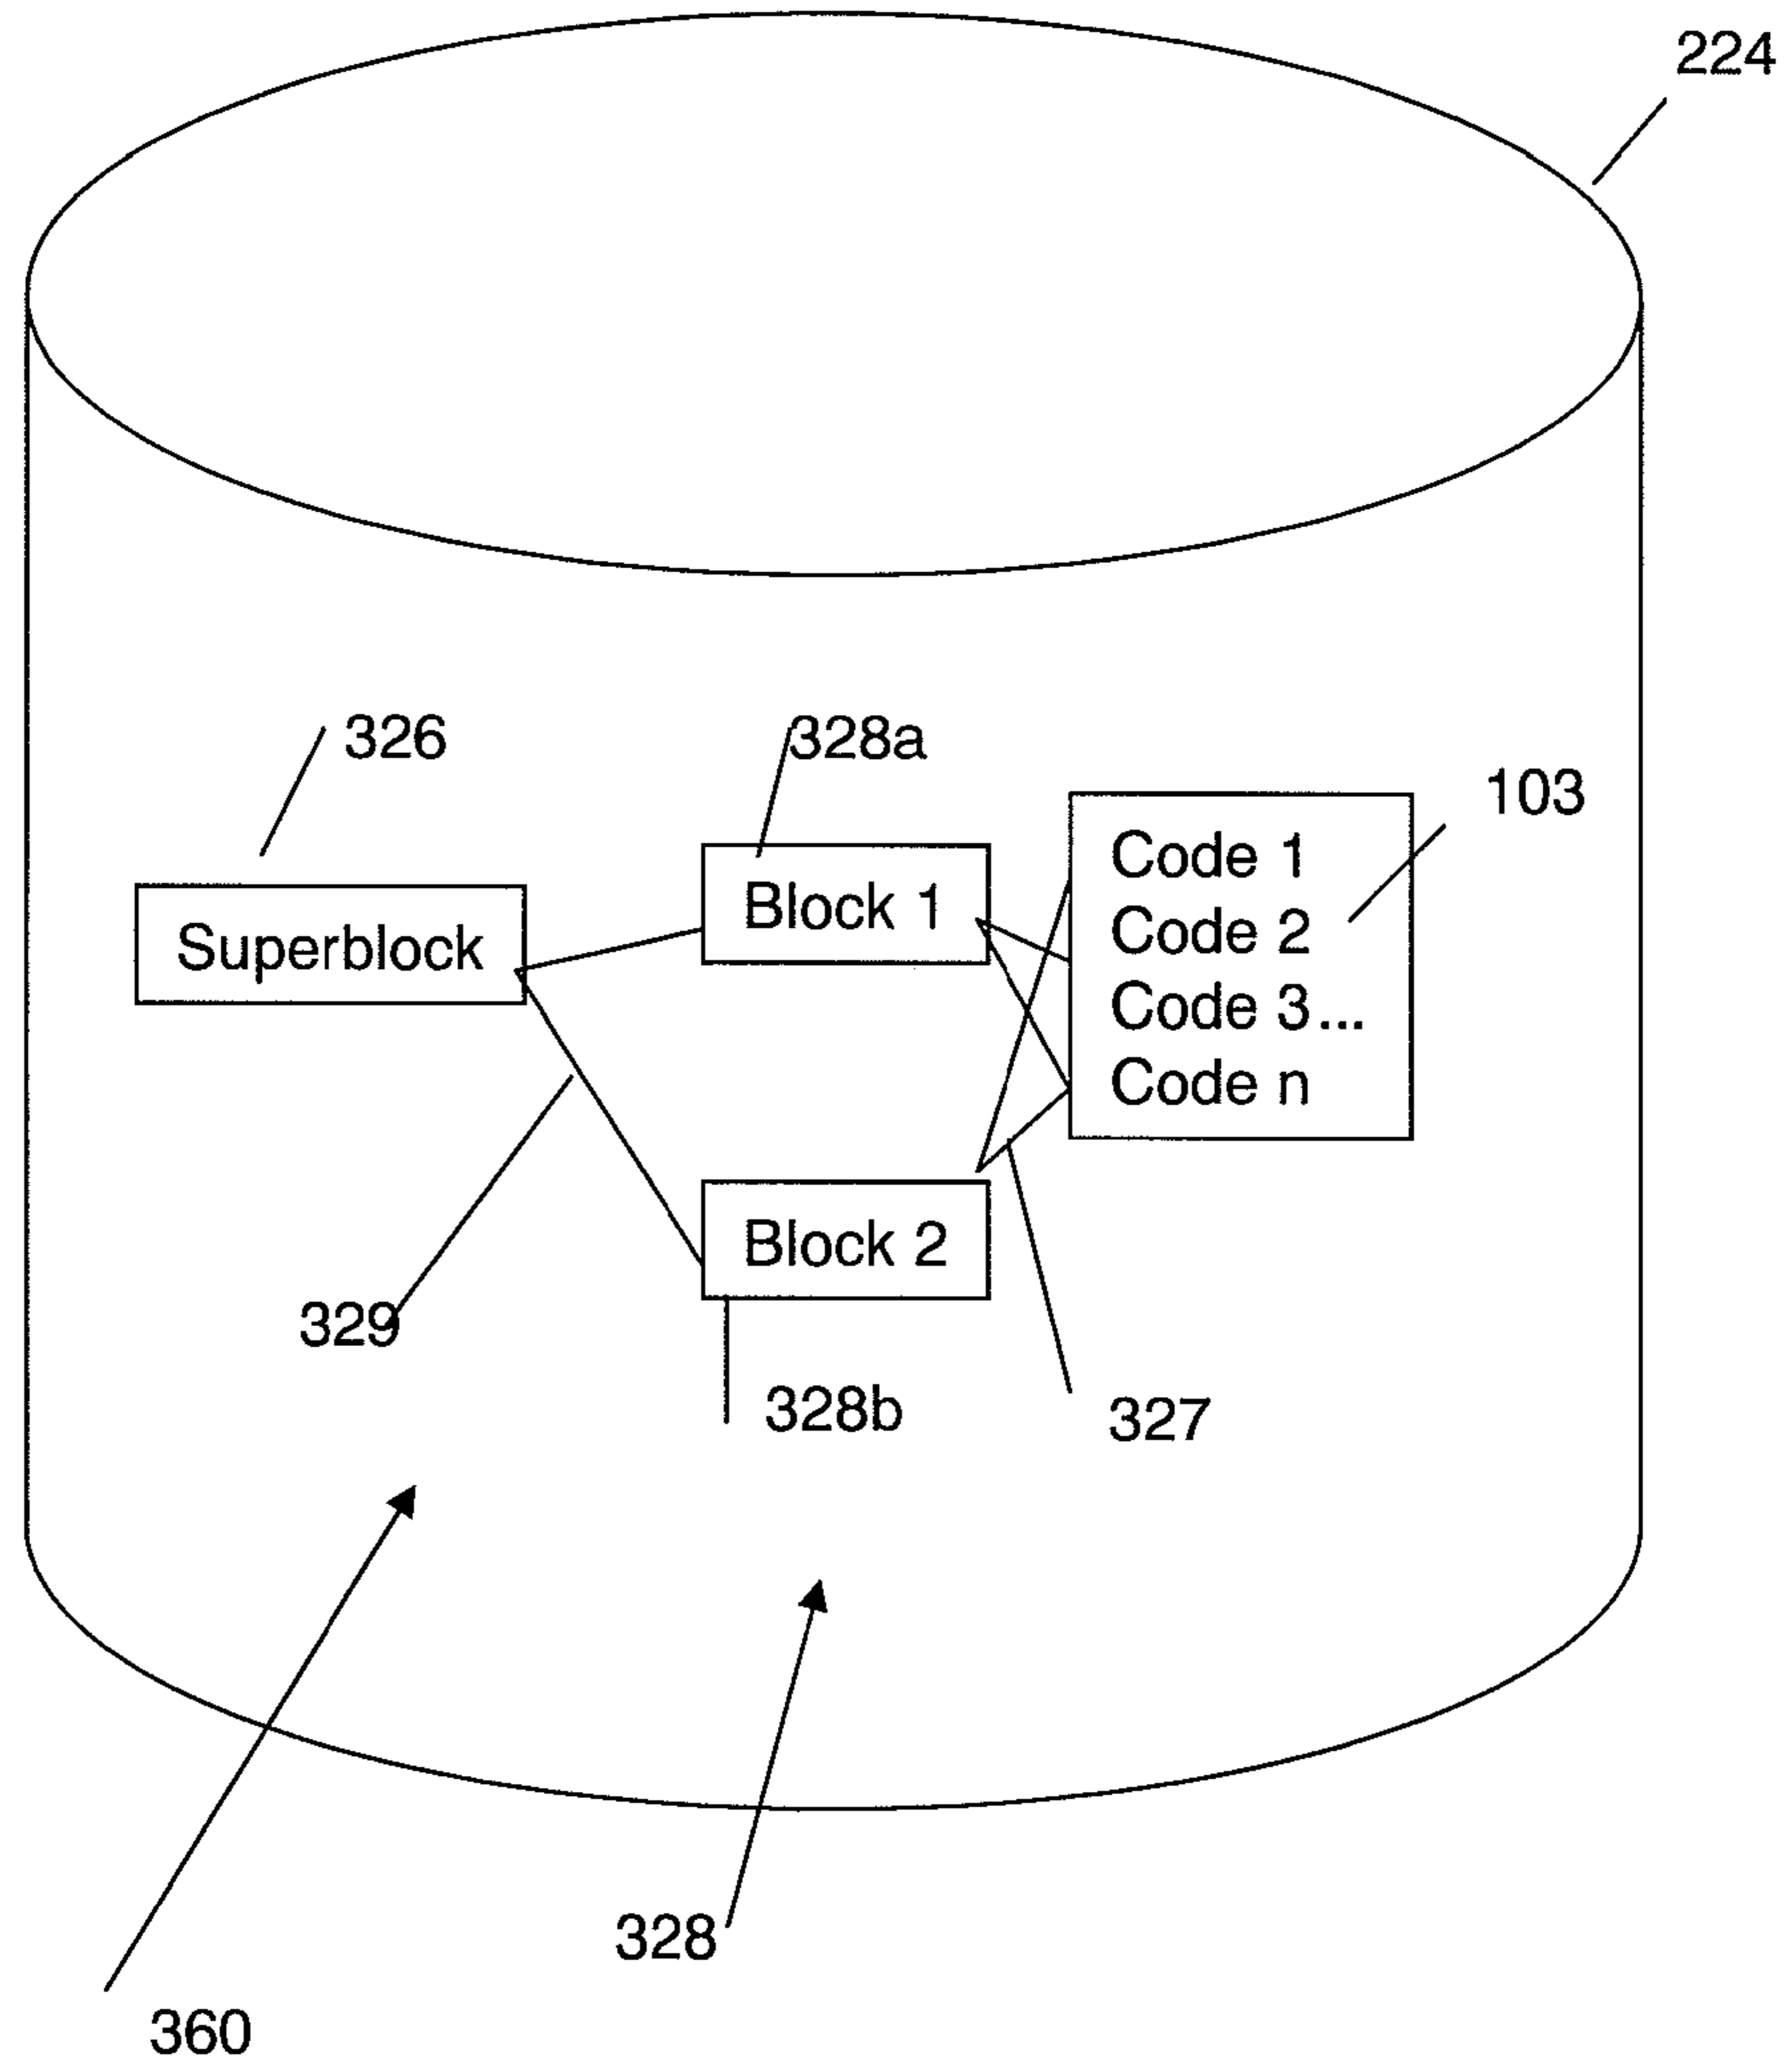 224
326
328a
103
Superblock
Block 1
Code 1
Code 2
Code 3...
Code n
Block 2
329
328b
327
328
360